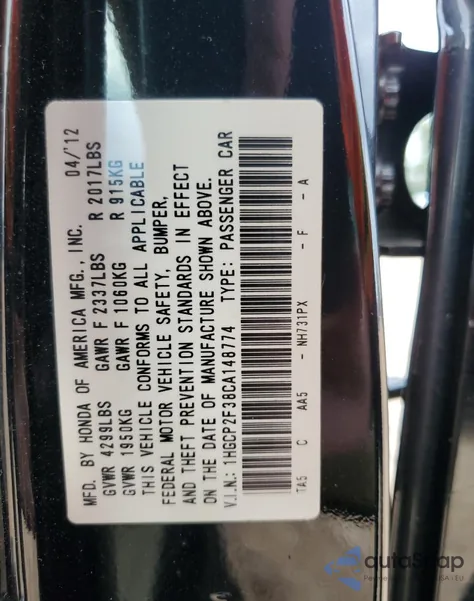 MFD. BY HONDA OF AMERICA MFG., INC. 04/'12
GVWR 4299LBS GAWR F 2337LBS R 2017LBS
GVWR 1950KG GAWR F 1060KG R 915KG
THIS VEHICLE CONFORMS TO ALL APPLICABLE
FEDERAL MOTOR VEHICLE SAFETY, BUMPER,
AND THEFT PREVENTION STANDARDS IN EFFECT
ON THE DATE OF MANUFACTURE SHOWN ABOVE.
V.I.N.: 1HGCP2F38CA148774 TYPE: PASSENGER CAR
TA5 C AA5 - NH731PX - F - A
autoSnap